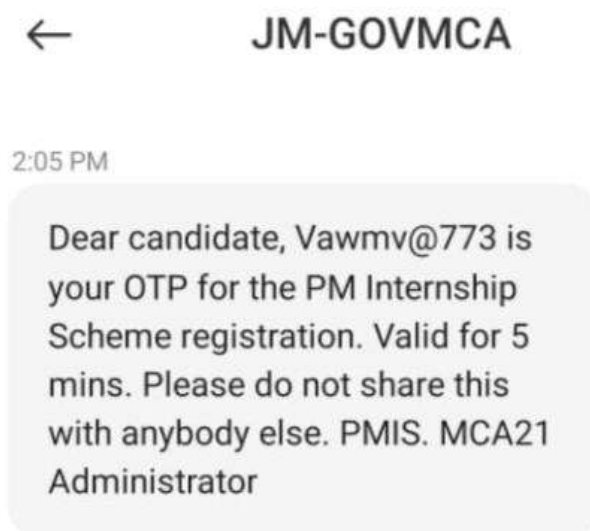 JM-GOVMCA
2:05 PM
Dear candidate, Vawmv@773 is
your OTP for the PM Internship
Scheme registration. Valid for 5
mins. Please do not share this
with anybody else. PMIS. MCA21
Administrator